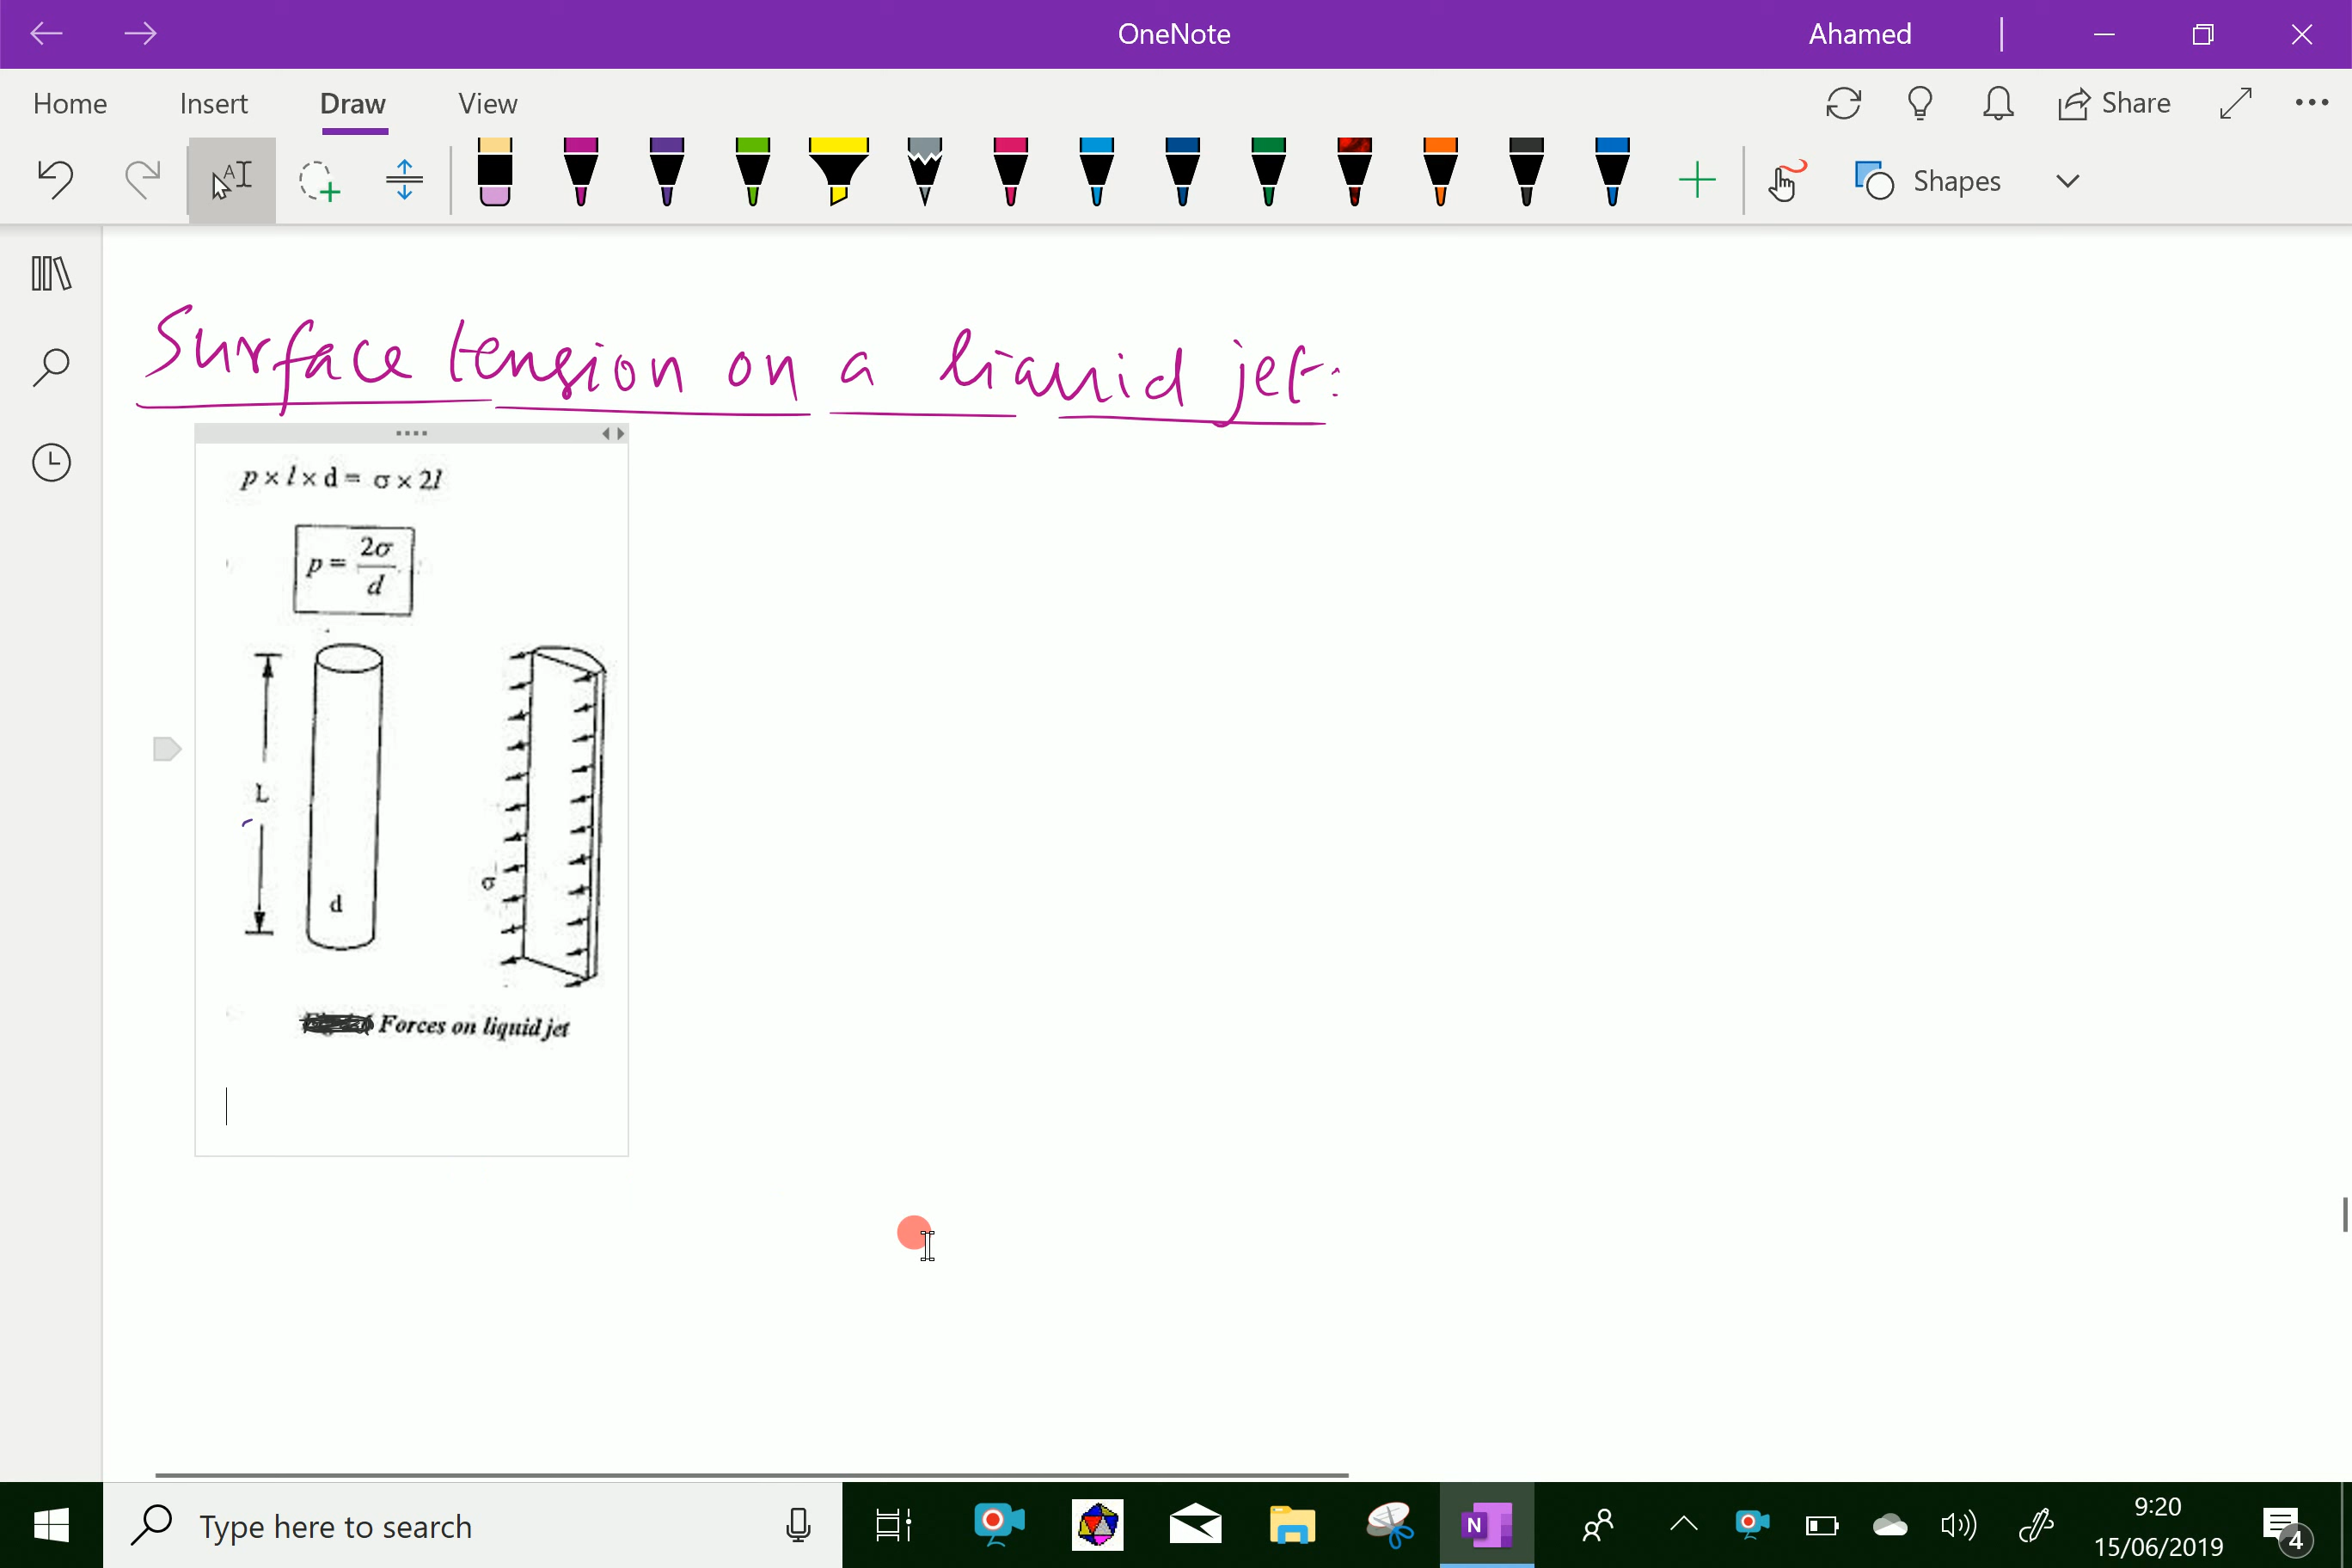 OneNote
Ahamed
Home Insert Draw View
Share
Shapes
Surface tension on a liquid jet:
p × l × d = σ × 2l
p = 2σ / d
L
d
σ
Forces on liquid jet
Type here to search
N
9:20
15/06/2019
4